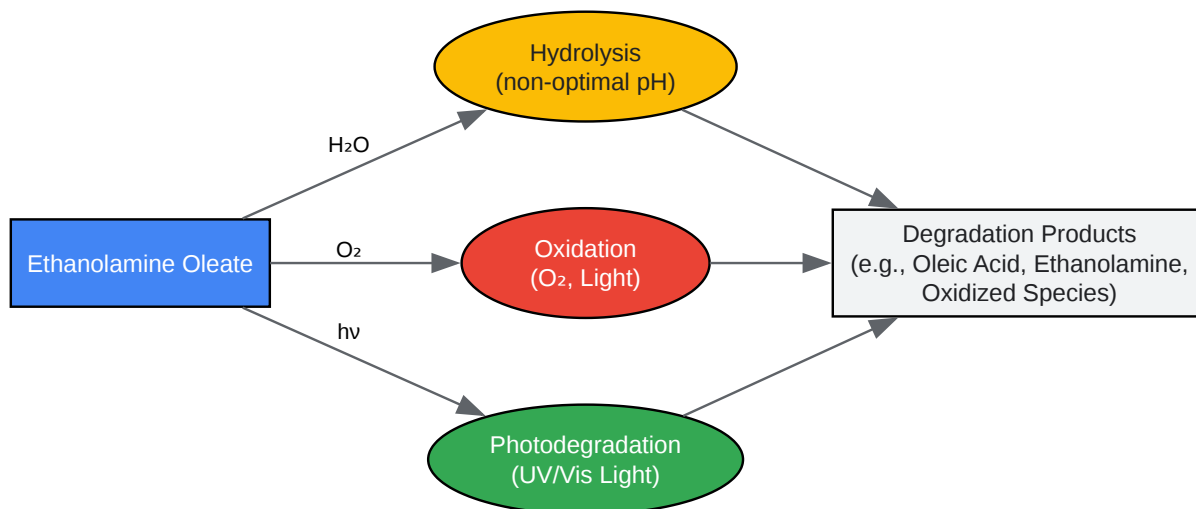 Hydrolysis
(non-optimal pH)
H₂O
Ethanolamine Oleate
O₂
Oxidation
(O₂, Light)
Degradation Products
(e.g., Oleic Acid, Ethanolamine,
Oxidized Species)
hν
Photodegradation
(UV/Vis Light)